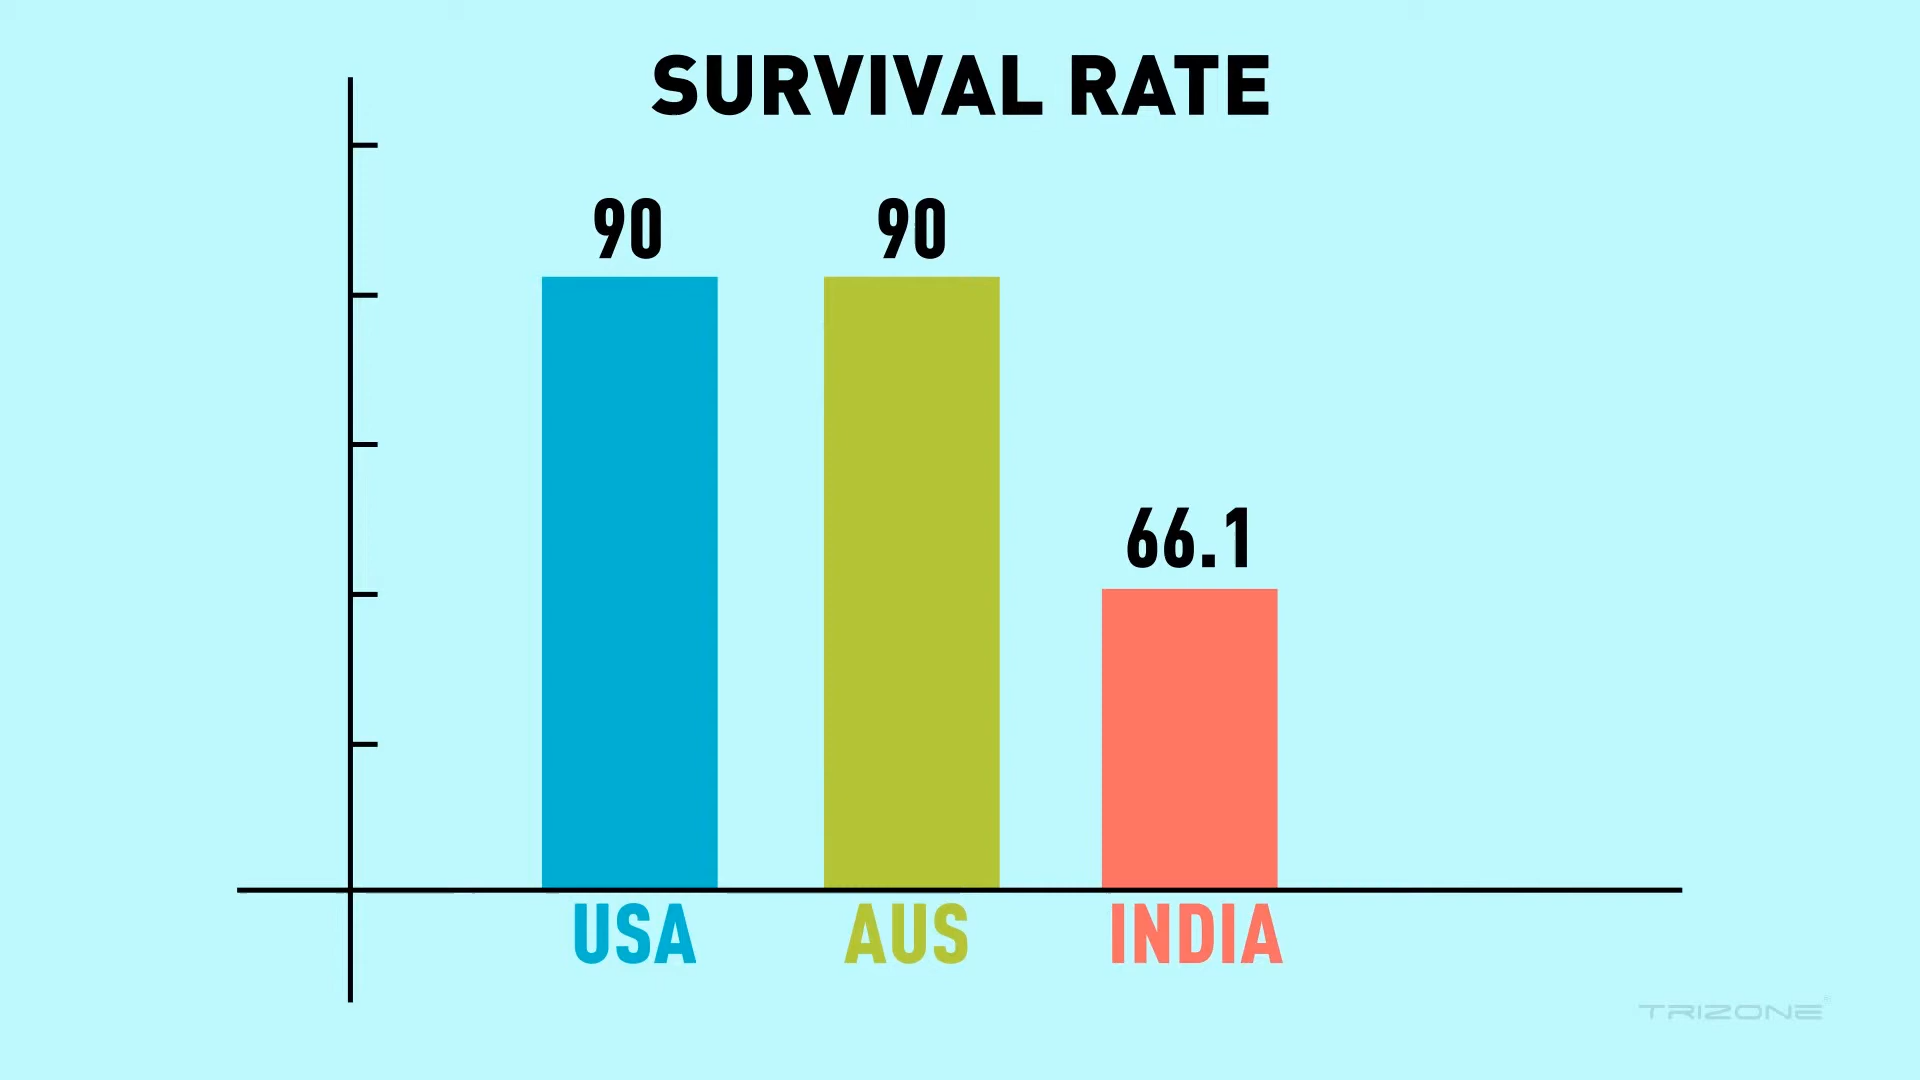 SURVIVAL RATE
90 90
66.1
USA AUS INDIA
TRIZONE